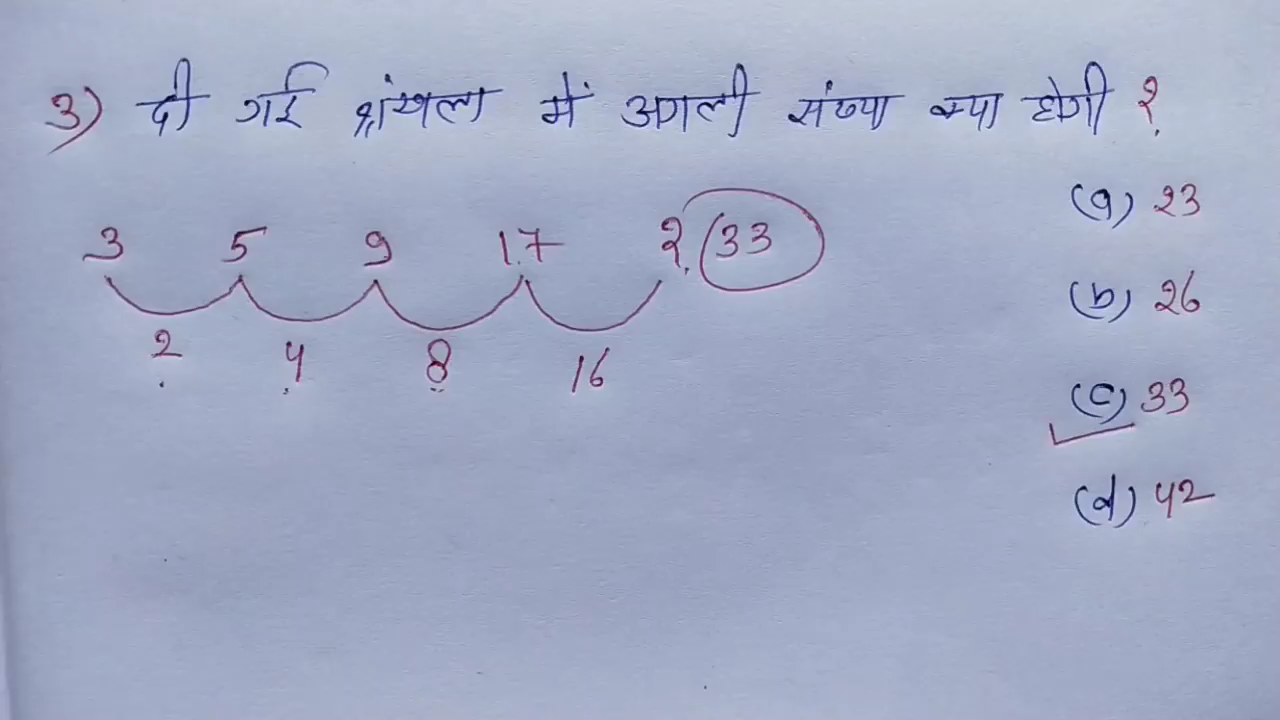 3) दी गई श्रंखला में अगली संख्या क्या होगी ?
3 5 9 17 ? 33
2 4 8 16
(a) 23
(b) 26
(c) 33
(d) 42